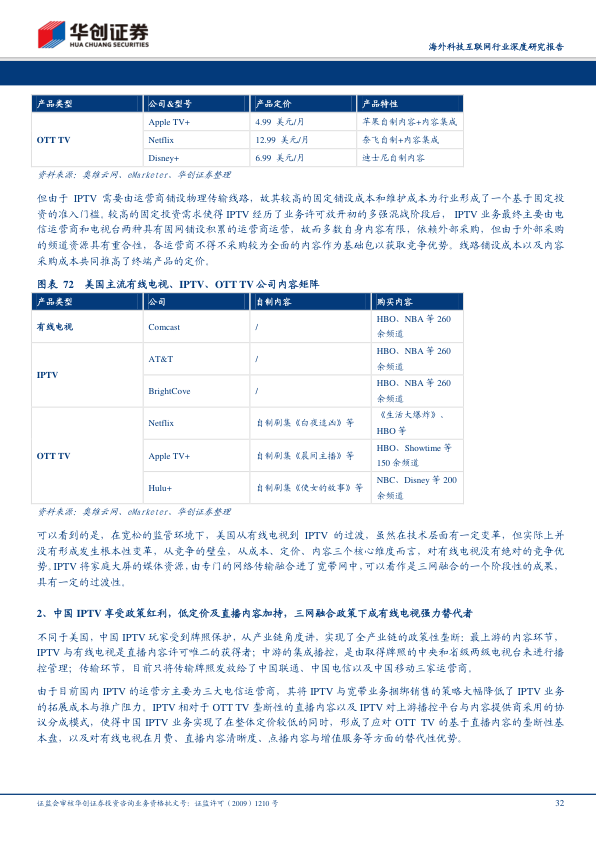 华创证券
HUA CHUANG SECURITIES
海外科技互联网行业深度研究报告
产品类型 公司&型号 产品定价 产品特性
OTT TV
Apple TV+ 4.99 美元/月 苹果自制内容+内容集成
Netflix 12.99 美元/月 奈飞自制+内容集成
Disney+ 6.99 美元/月 迪士尼自制内容
资料来源：奥维云网、eMarketer、华创证券整理
但由于 IPTV 需要由运营商铺设物理传输线路，故其较高的固定铺设成本和维护成本为行业形成了一个基于固定投
资的准入门槛。较高的固定投资需求使得 IPTV 经历了业务许可放开初的多强混战阶段后， IPTV 业务最终主要由电
信运营商和电视台两种具有固网铺设积累的运营商运营，故而多数自身内容有限，依赖外部采购，但由于外部采购
的频道资源具有重合性，各运营商不得不采购较为全面的内容作为基础包以获取竞争优势。线路铺设成本以及内容
采购成本共同推高了终端产品的定价。
图表 72 美国主流有线电视、IPTV、OTT TV 公司内容矩阵
产品类型 公司 自制内容 购买内容
有线电视 Comcast / HBO、NBA 等 260
余频道
IPTV
AT&T / HBO、NBA 等 260
余频道
BrightCove / HBO、NBA 等 260
余频道
OTT TV
Netflix 自制剧集《白夜追凶》等 《生活大爆炸》、
HBO 等
Apple TV+ 自制剧集《晨间主播》等 HBO、Showtime 等
150 余频道
Hulu+ 自制剧集《使女的故事》等 NBC、Disney 等 200
余频道
资料来源：奥维云网、eMarketer、华创证券整理
可以看到的是，在宽松的监管环境下，美国从有线电视到 IPTV 的过渡，虽然在技术层面有一定变革，但实际上并
没有形成发生根本性变革，从竞争的壁垒，从成本、定价、内容三个核心维度而言，对有线电视没有绝对的竞争优
势。IPTV 将家庭大屏的媒体资源，由专门的网络传输融合进了宽带网中，可以看作是三网融合的一个阶段性的成果，
具有一定的过渡性。
2、中国 IPTV 享受政策红利，低定价及直播内容加持，三网融合政策下成有线电视强力替代者
不同于美国，中国 IPTV 玩家受到牌照保护，从产业链角度讲，实现了全产业链的政策性垄断；最上游的内容环节，
IPTV 与有线电视是直播内容许可唯二的获得者；中游的集成播控，是由取得牌照的中央和省级两级电视台来进行播
控管理；传输环节，目前只将传输牌照发放给了中国联通、中国电信以及中国移动三家运营商。
由于目前国内 IPTV 的运营方主要为三大电信运营商，其将 IPTV 与宽带业务捆绑销售的策略大幅降低了 IPTV 业务
的拓展成本与推广阻力。IPTV 相对于 OTT TV 垄断性的直播内容以及 IPTV 对上游播控平台与内容提供商采用的协
议分成模式，使得中国 IPTV 业务实现了在整体定价较低的同时，形成了应对 OTT TV 的基于直播内容的垄断性基
本盘，以及对有线电视在月费、直播内容清晰度、点播内容与增值服务等方面的替代性优势。
证监会审核华创证券投资咨询业务资格批文号：证监许可（2009）1210 号 32